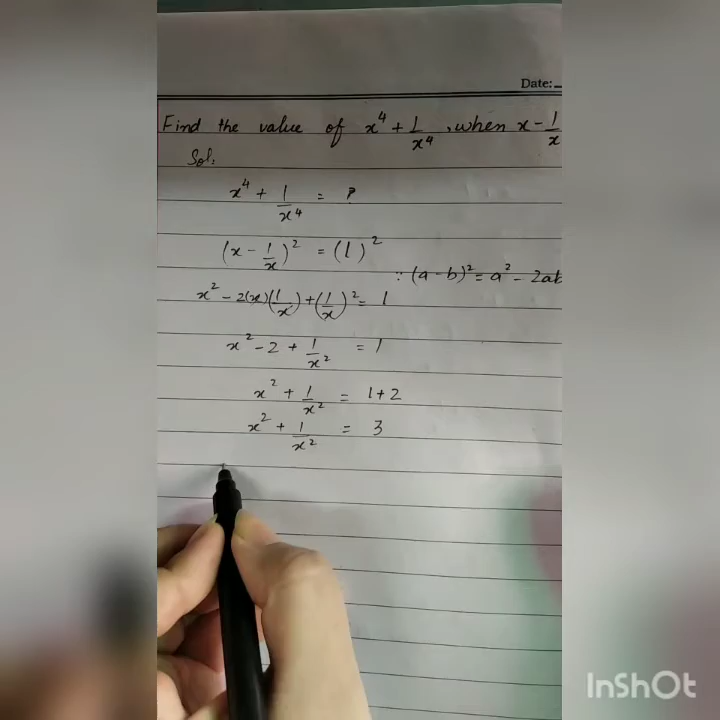 Date:
Find the value of x⁴ + 1/x⁴, when x - 1/x
Sol.
x⁴ + 1/x⁴ = ?
(x - 1/x)² = (1)²
∵ (a - b)² = a² - 2ab
x² - 2(x)(1/x) + (1/x)² = 1
x² - 2 + 1/x² = 1
x² + 1/x² = 1+2
x² + 1/x² = 3
InShOt